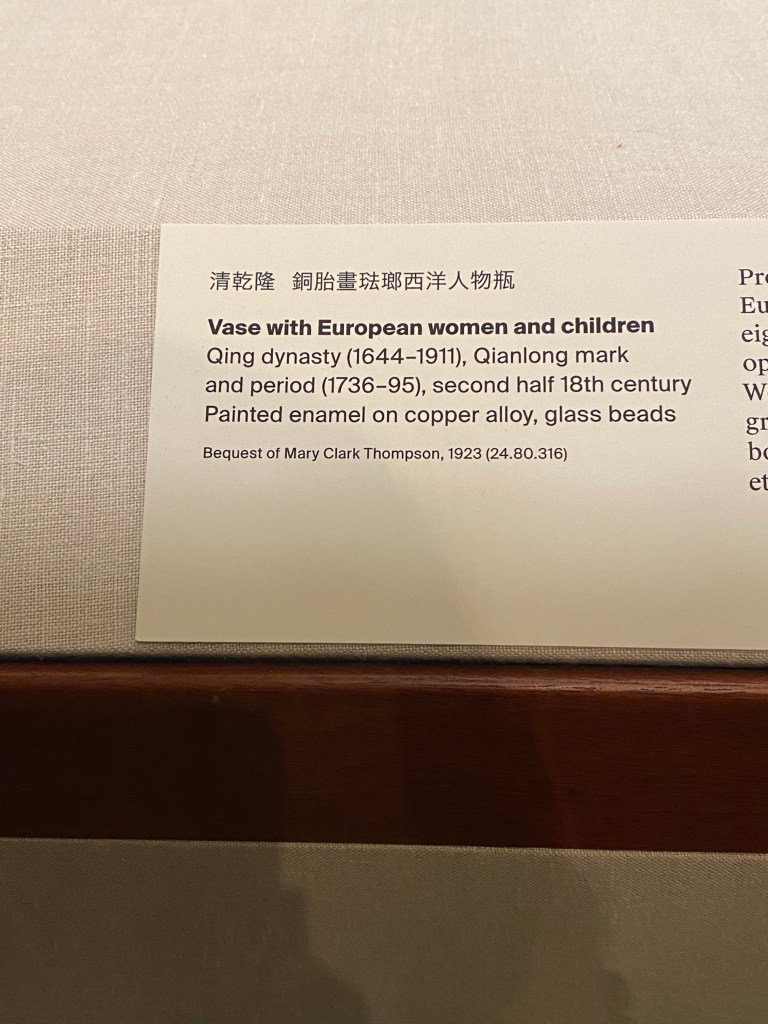 清乾隆 銅胎畫琺瑯西洋人物瓶
Vase with European women and children
Qing dynasty (1644–1911), Qianlong mark
and period (1736–95), second half 18th century
Painted enamel on copper alloy, glass beads
Bequest of Mary Clark Thompson, 1923 (24.80.316)